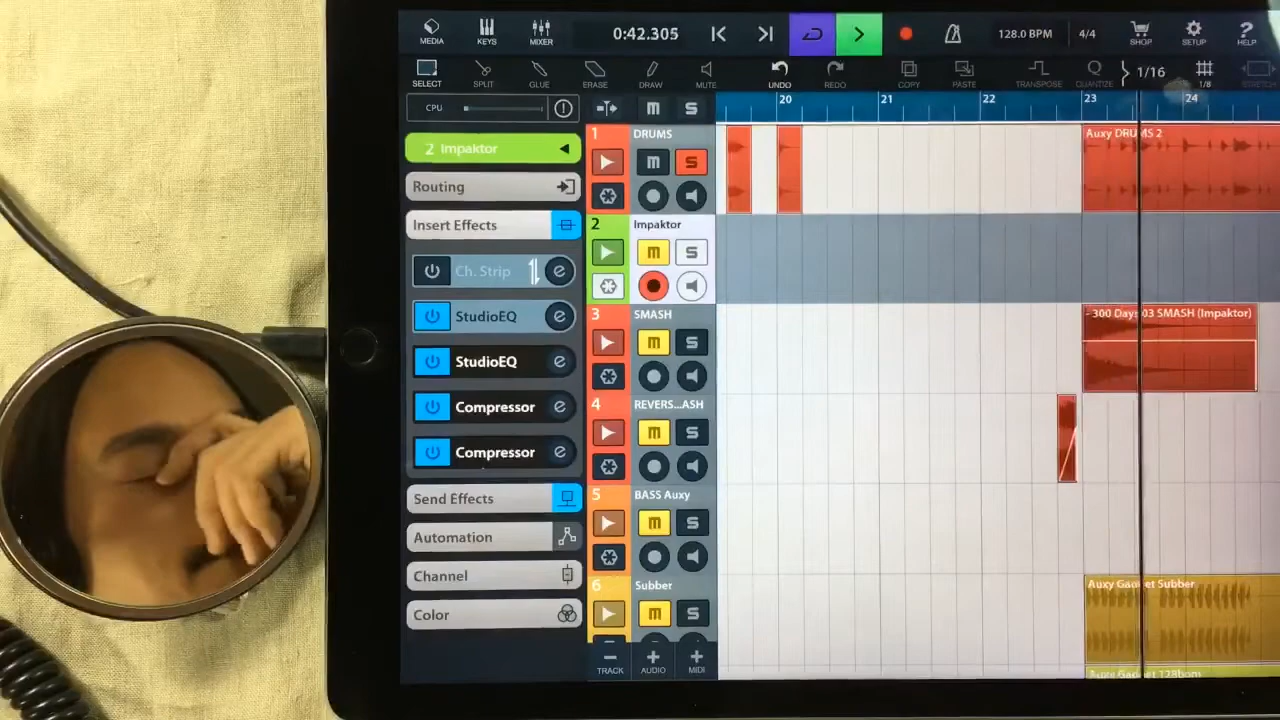 MEDIA
KEYS
MIXER
0:42.305
128.0 BPM
4/4
SHOP
SETUP
?
HELP
SELECT
SPLIT
GLUE
ERASE
DRAW
MUTE
UNDO
REDO
COPY
PASTE
TRANSPOSE
Q
QUANTIZE
1/16
1/8
STRETCH
CPU
m
S
20
21
22
23
24
2 Impaktor
Routing
Insert Effects
Ch. Strip
e
StudioEQ
e
StudioEQ
e
Compressor
e
Compressor
e
Send Effects
Automation
Channel
Color
1
DRUMS
m
S
Auxy DRUMS 2
2
Impaktor
m
S
3
SMASH
m
S
- 300 Days 03 SMASH (Impaktor)
4
REVERS...ASH
m
S
5
BASS Auxy
m
S
6
Subber
m
S
Auxy Gadget Subber
TRACK
AUDIO
MIDI
Auxy Gadget 128bpm